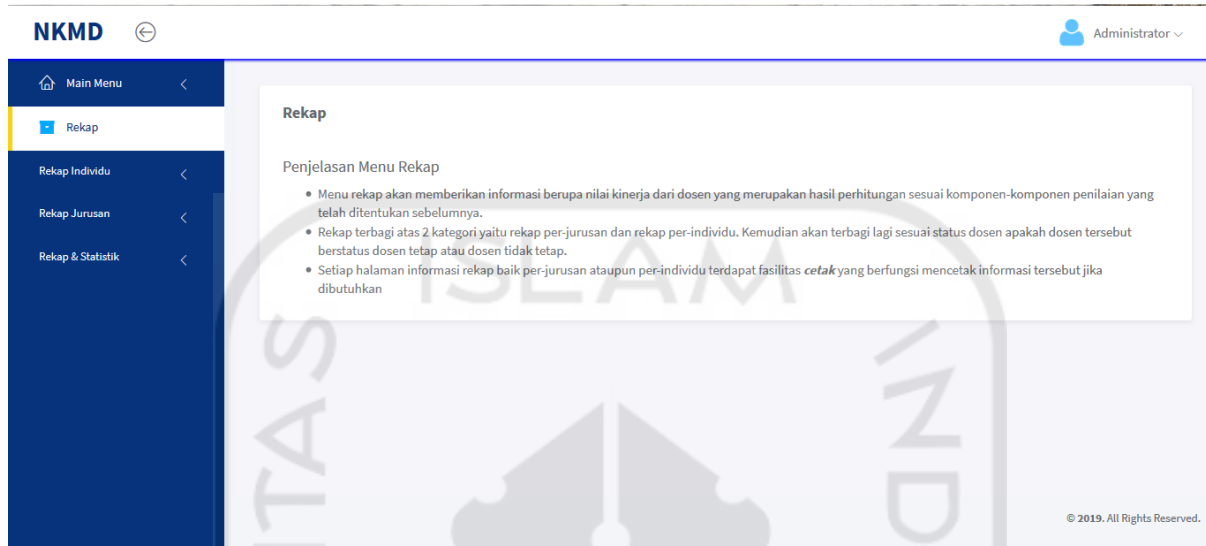 NKMD
Administrator
Main Menu
Rekap
Rekap Individu
Rekap Jurusan
Rekap & Statistik
Rekap
Penjelasan Menu Rekap
Menu rekap akan memberikan informasi berupa nilai kinerja dari dosen yang merupakan hasil perhitungan sesuai komponen-komponen penilaian yang
telah ditentukan sebelumnya.
Rekap terbagi atas 2 kategori yaitu rekap per-jurusan dan rekap per-individu. Kemudian akan terbagi lagi sesuai status dosen apakah dosen tersebut
berstatus dosen tetap atau dosen tidak tetap.
Setiap halaman informasi rekap baik per-jurusan ataupun per-individu terdapat fasilitas cetak yang berfungsi mencetak informasi tersebut jika
dibutuhkan
ISLAM
ITAS
IND
© 2019. All Rights Reserved.